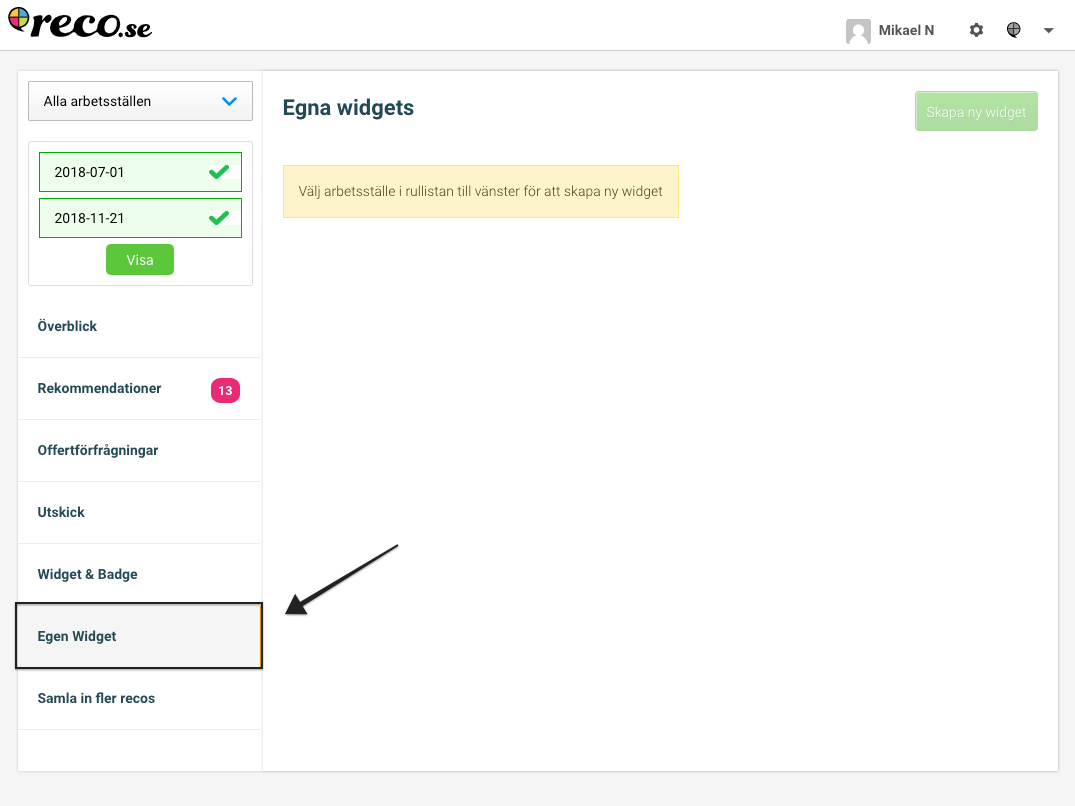 reco.se
Mikael N
Alla arbetsställen
2018-07-01
2018-11-21
Visa
Överblick
Rekommendationer 13
Offertförfrågningar
Utskick
Widget & Badge
Egen Widget
Samla in fler recos
Egna widgets
Skapa ny widget
Välj arbetsställe i rullistan till vänster för att skapa ny widget